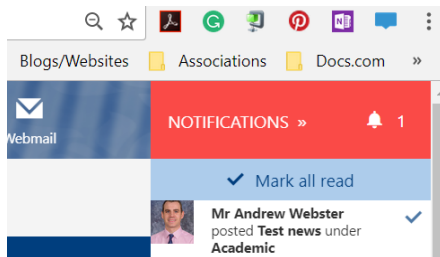 Blogs/Websites Associations Docs.com »
Webmail
NOTIFICATIONS » 1
Mark all read
Mr Andrew Webster
posted Test news under
Academic